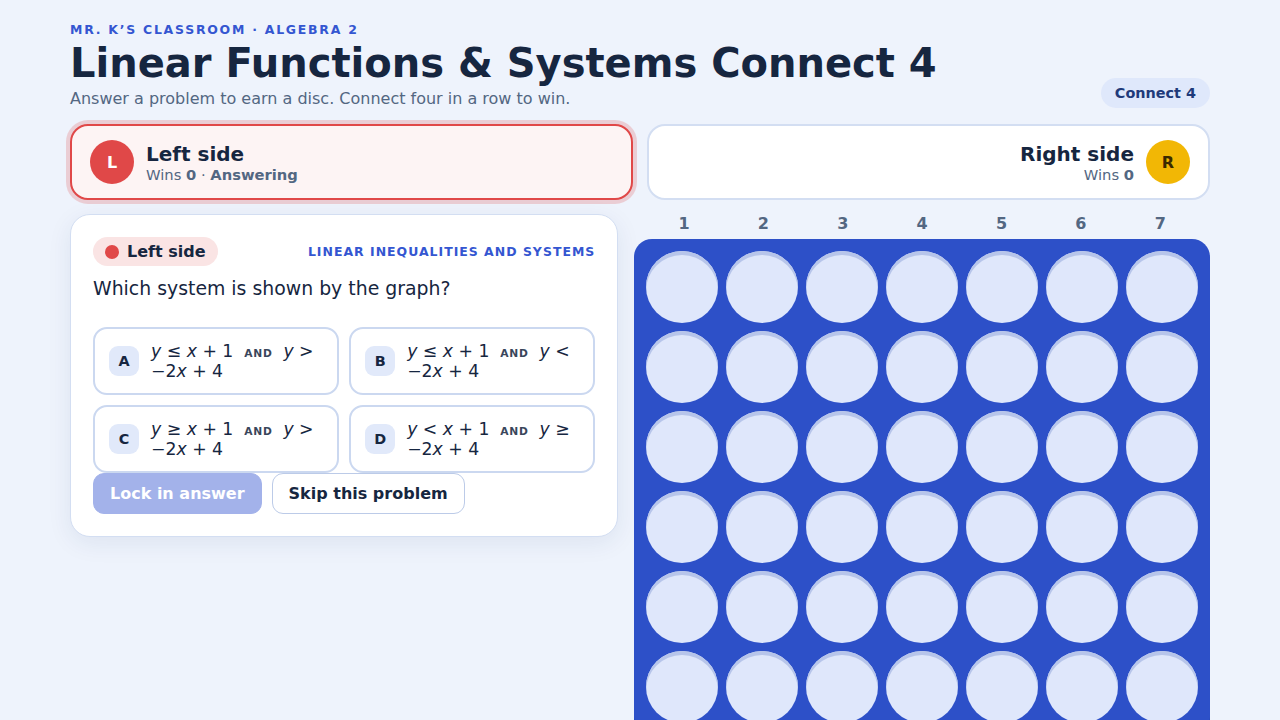 MR. K’S CLASSROOM · ALGEBRA 2
Linear Functions & Systems Connect 4
Answer a problem to earn a disc. Connect four in a row to win.
Connect 4
L
Left side
Wins 0 · Answering
Right side
Wins 0
R
Left side
LINEAR INEQUALITIES AND SYSTEMS
Which system is shown by the graph?
A
y ≤ x + 1 AND y >
−2x + 4
B
y ≤ x + 1 AND y <
−2x + 4
C
y ≥ x + 1 AND y >
−2x + 4
D
y < x + 1 AND y ≥
−2x + 4
Lock in answer
Skip this problem
1 2 3 4 5 6 7